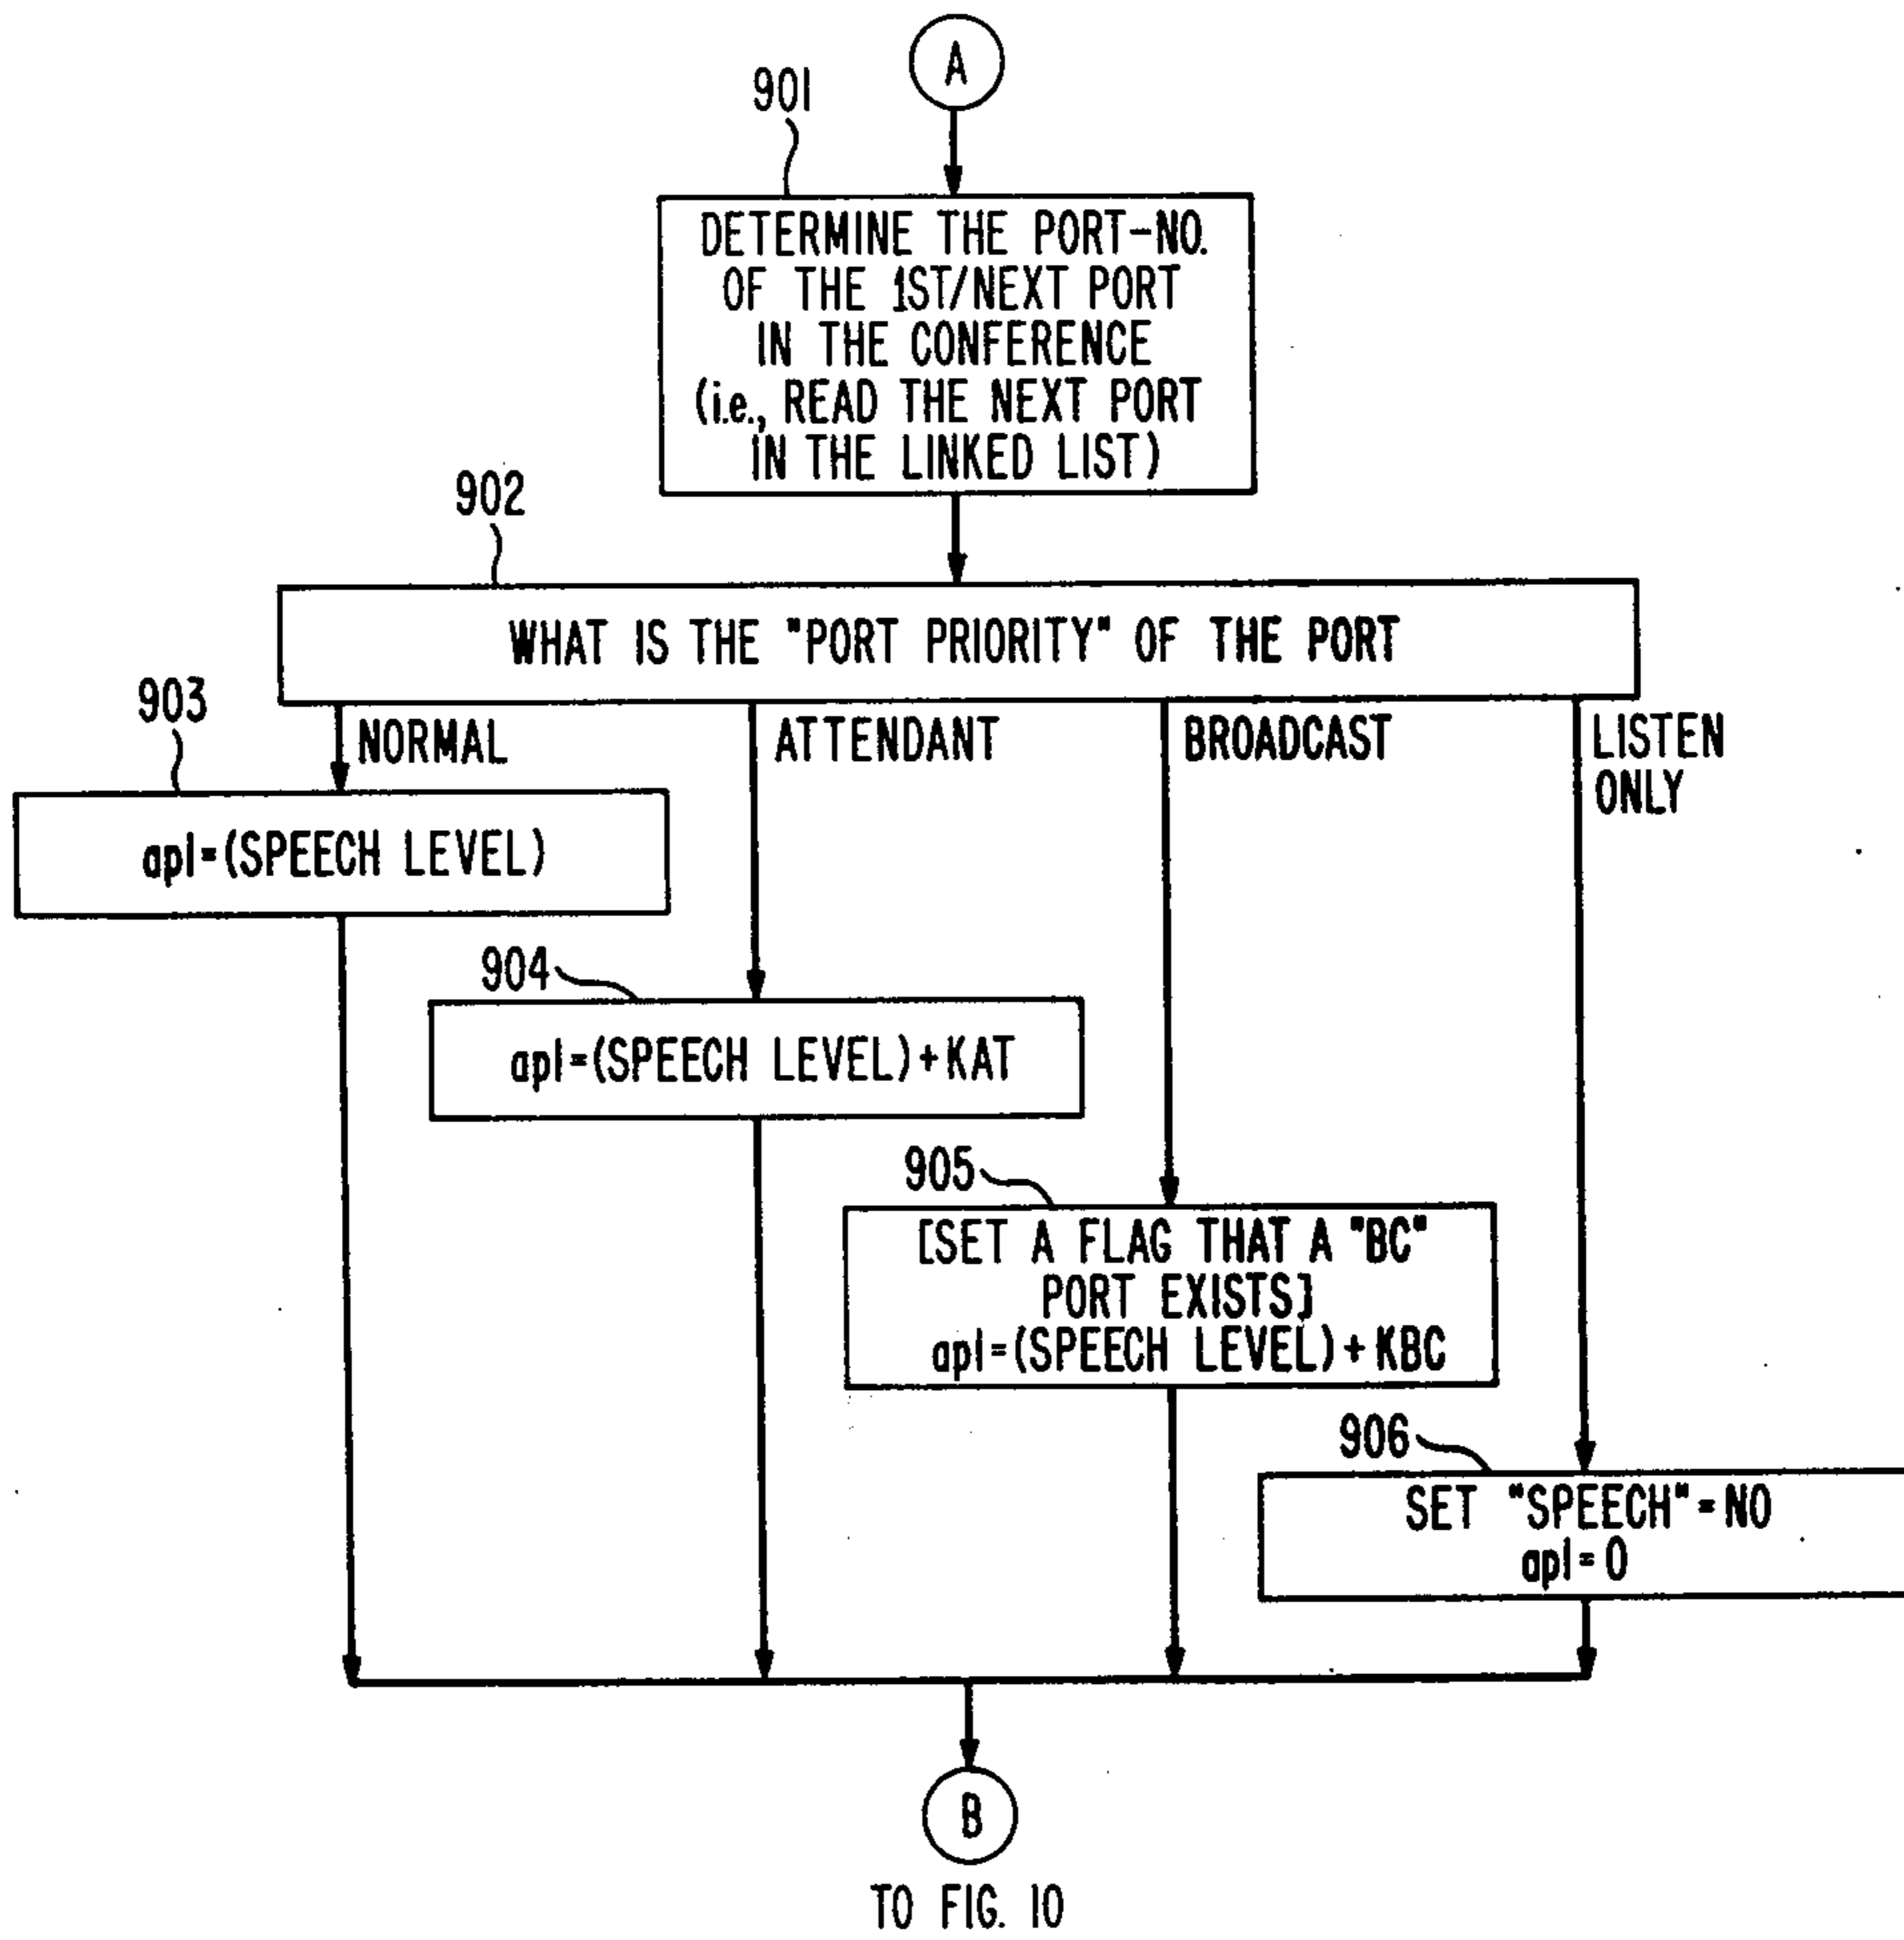 A
901
DETERMINE THE PORT-NO.
OF THE 1ST/NEXT PORT
IN THE CONFERENCE
(i.e., READ THE NEXT PORT
IN THE LINKED LIST)
902
WHAT IS THE "PORT PRIORITY" OF THE PORT
903
NORMAL
ATTENDANT
BROADCAST
LISTEN
ONLY
apl=(SPEECH LEVEL)
904
apl=(SPEECH LEVEL)+KAT
905
[SET A FLAG THAT A "BC"
PORT EXISTS]
apl=(SPEECH LEVEL)+KBC
906
SET "SPEECH"=NO
apl=0
B
TO FIG. 10